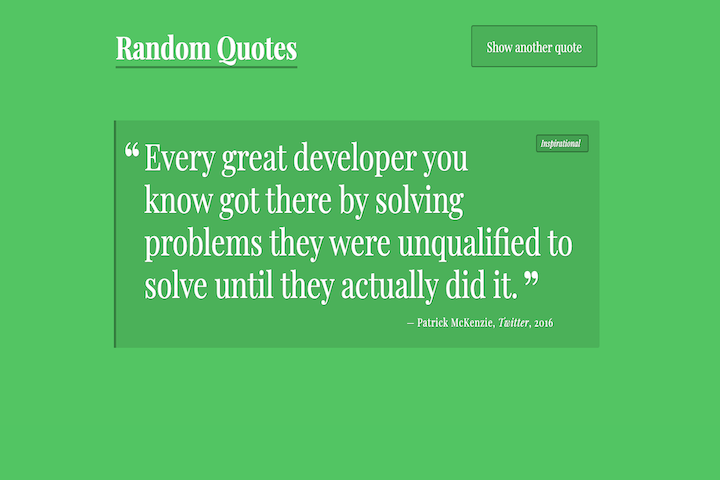 Random Quotes
Show another quote
Inspirational
“Every great developer you
know got there by solving
problems they were unqualified to
solve until they actually did it.”
– Patrick McKenzie, Twitter, 2016